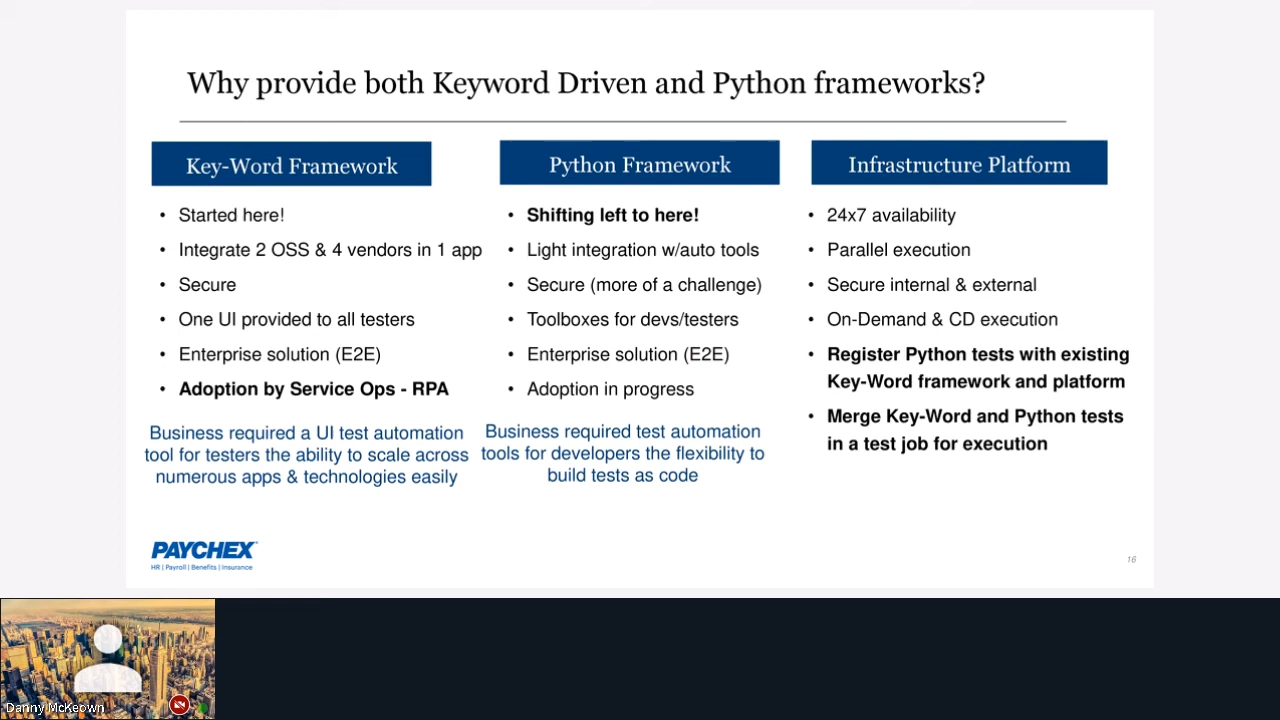 Why provide both Keyword Driven and Python frameworks?
Key-Word Framework
• Started here!
• Integrate 2 OSS & 4 vendors in 1 app
• Secure
• One UI provided to all testers
• Enterprise solution (E2E)
• Adoption by Service Ops - RPA
Business required a UI test automation
tool for testers the ability to scale across
numerous apps & technologies easily
Python Framework
• Shifting left to here!
• Light integration w/auto tools
• Secure (more of a challenge)
• Toolboxes for devs/testers
• Enterprise solution (E2E)
• Adoption in progress
Business required test automation
tools for developers the flexibility to
build tests as code
Infrastructure Platform
• 24x7 availability
• Parallel execution
• Secure internal & external
• On-Demand & CD execution
• Register Python tests with existing
Key-Word framework and platform
• Merge Key-Word and Python tests
in a test job for execution
PAYCHEX
HR | Payroll | Benefits | Insurance
16
Danny McKeown